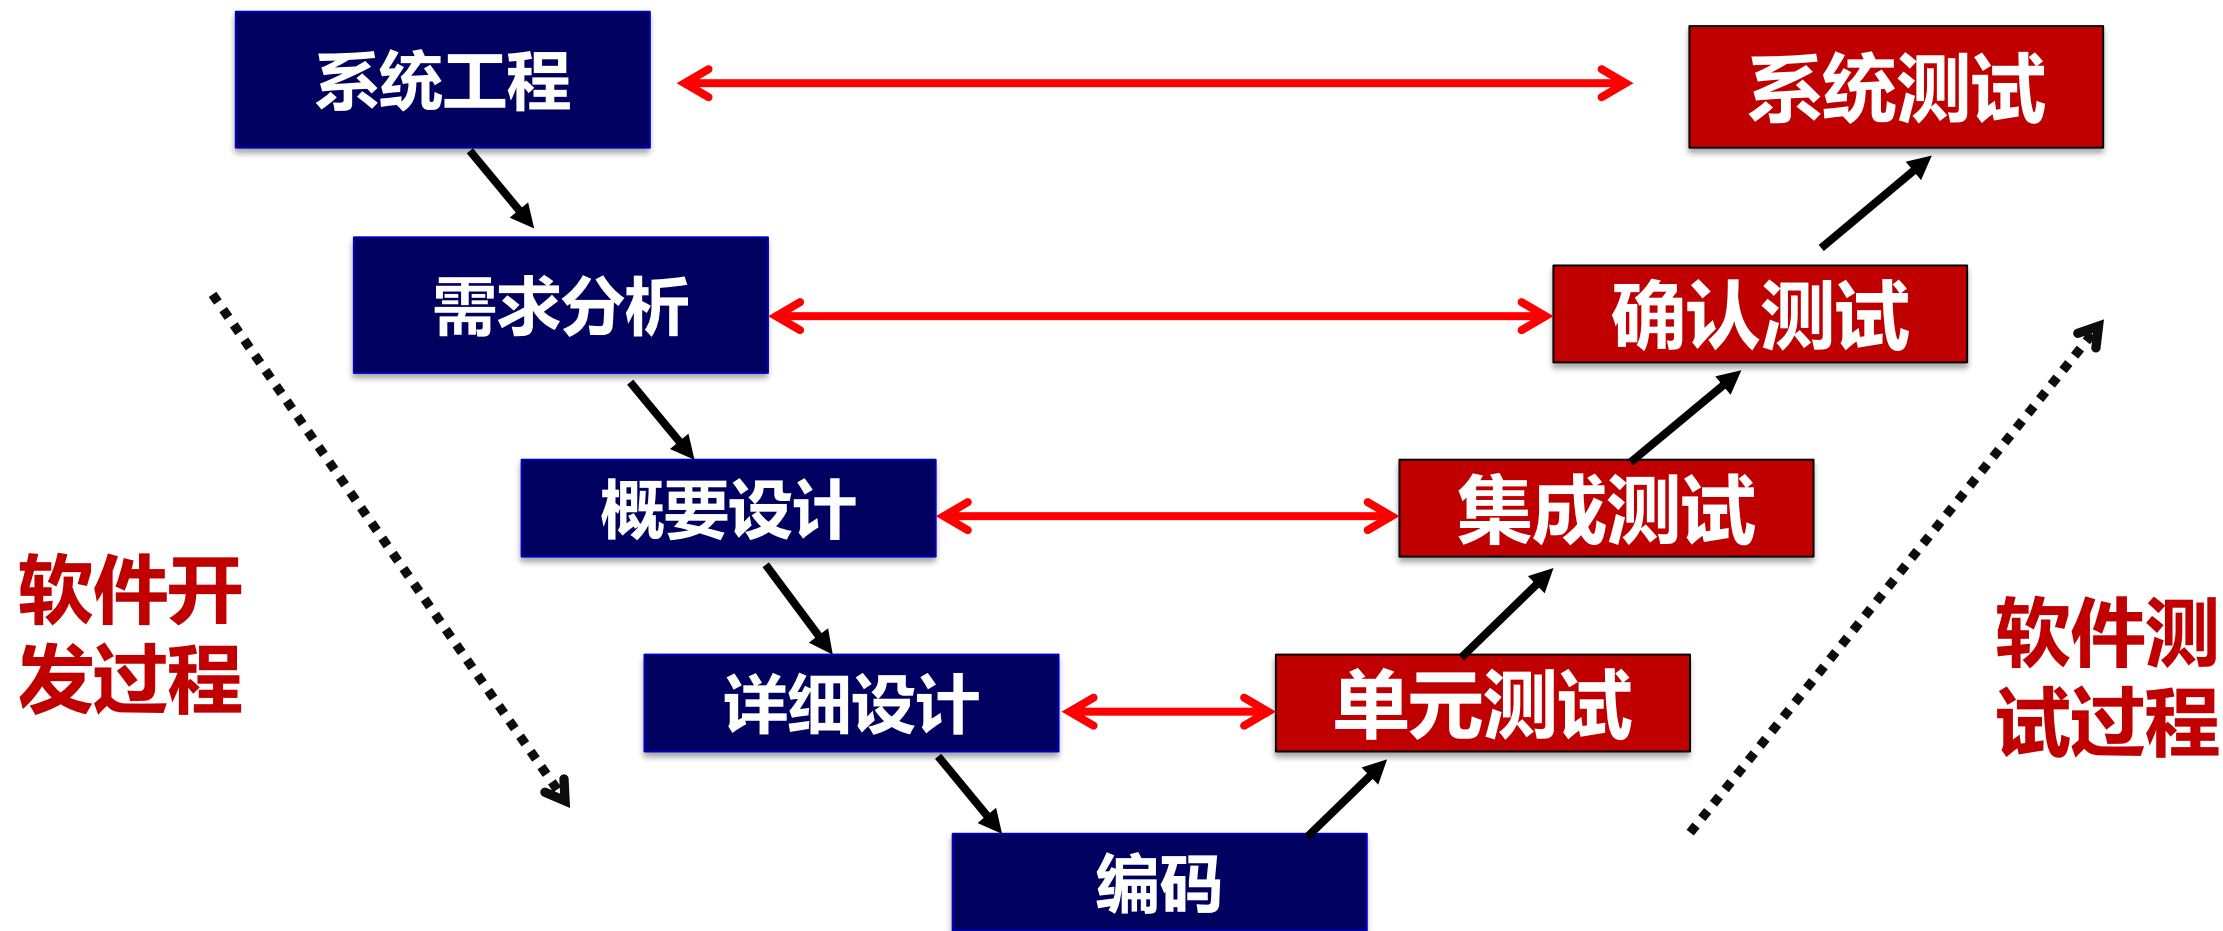 系统工程
系统测试
需求分析
确认测试
概要设计
集成测试
软件开
发过程
软件测
试过程
详细设计
单元测试
编码